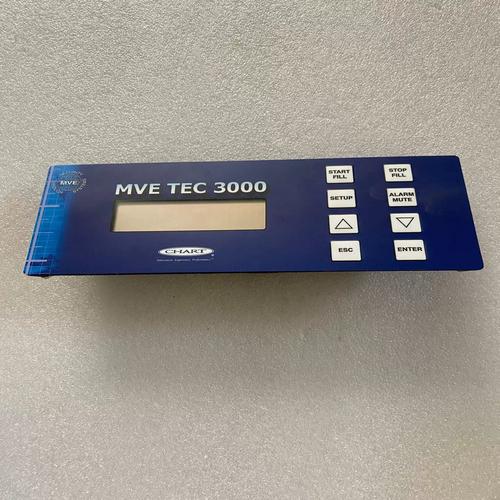 MVE
MVE TEC 3000
CHART
START
FILL
STOP
FILL
SETUP
ALARM
MUTE
ESC
ENTER